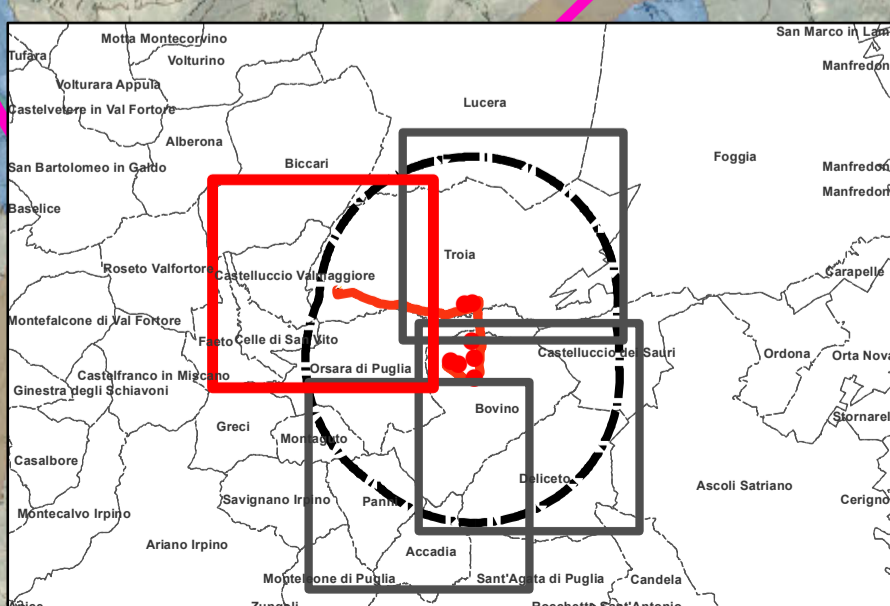 San Marco in Lam
Motta Montecorvino
Tufara
Volturino
Manfredon
Volturara Appula
Castelvetere in Val Fortore
Lucera
Alberona
Foggia
San Bartolomeo in Galdo
Biccari
Manfredon
Manfredon
Baselice
Troia
Roseto Valfortore
Castelluccio Valmaggiore
Carapelle
Montefalcone di Val Fortore
Faeto
Celle di San Vito
Castelluccio dei Sauri
Ordona
Orta Nova
Orsara di Puglia
Castelfranco in Miscano
Ginestra degli Schiavoni
Bovino
Stornarel
Greci
Montaguto
Casalbore
Deliceto
Ascoli Satriano
Savignano Irpino
Panni
Cerigno
Montecalvo Irpino
Ariano Irpino
Accadia
Monteleone di Puglia
Sant'Agata di Puglia
Candela
Zungoli
Rocchetta Sant'Antonio